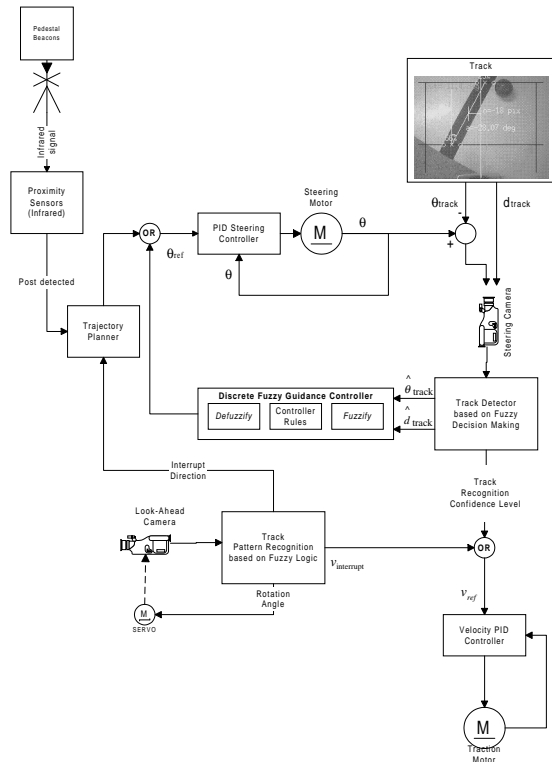 Pedestal
Beacons
Infrared
signal
Proximity
Sensors
(Infrared)
Post detected
Trajectory
Planner
OR
θref
PID Steering
Controller
θ
Steering
Motor
M
θ
Track
θtrack
-
dtrack
+
Steering Camera
Track Detector
based on Fuzzy
Decision Making
^
θ track
^
d track
Discrete Fuzzy Guidance Controller
Defuzzify
Controller
Rules
Fuzzify
Interrupt
Direction
Look-Ahead
Camera
Track
Pattern Recognition
based on Fuzzy Logic
Rotation
Angle
M
SERVO
vinterrupt
Track
Recognition
Confidence Level
OR
vref
Velocity PID
Controller
M
Traction
Motor